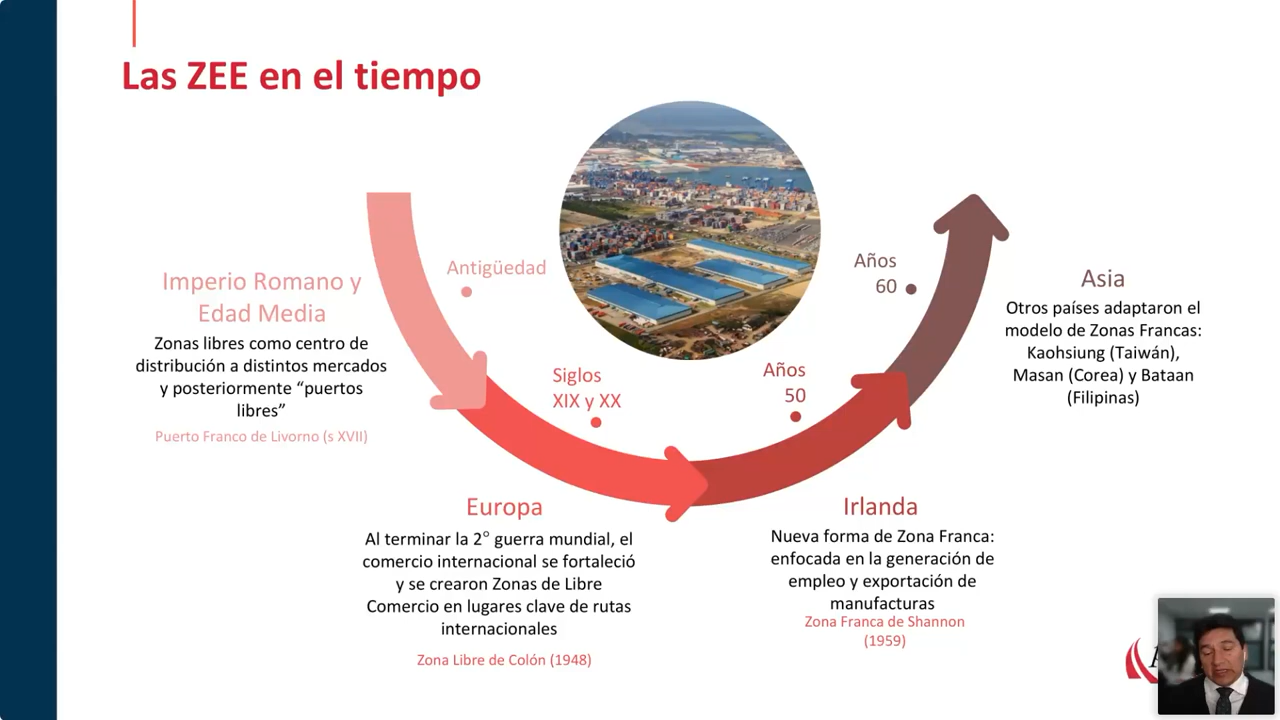 Las ZEE en el tiempo
Antigüedad
Imperio Romano y
Edad Media
Zonas libres como centro de
distribución a distintos mercados
y posteriormente “puertos
libres”
Puerto Franco de Livorno (s XVII)
Siglos
XIX y XX
Europa
Al terminar la 2° guerra mundial, el
comercio internacional se fortaleció
y se crearon Zonas de Libre
Comercio en lugares clave de rutas
internacionales
Zona Libre de Colón (1948)
Años
50
Irlanda
Nueva forma de Zona Franca:
enfocada en la generación de
empleo y exportación de
manufacturas
Zona Franca de Shannon
(1959)
Años
60
Asia
Otros países adaptaron el
modelo de Zonas Francas:
Kaohsiung (Taiwán),
Masan (Corea) y Bataan
(Filipinas)